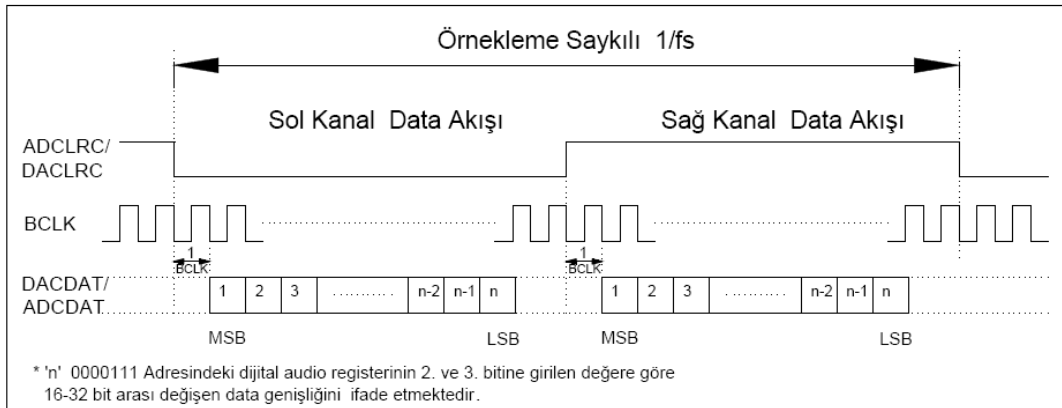 Örnekleme Saykılı 1/fs
Sol Kanal Data Akışı
Sağ Kanal Data Akışı
ADCLRC/
DACLRC
BCLK
1
BCLK
1
BCLK
DACDAT/
ADCDAT
1 2 3 .......... n-2 n-1 n
1 2 3 .......... n-2 n-1 n
MSB LSB MSB LSB
* 'n' 0000111 Adresindeki dijital audio registerinin 2. ve 3. bitine girilen değere göre
16-32 bit arası değişen data genişliğini ifade etmektedir.